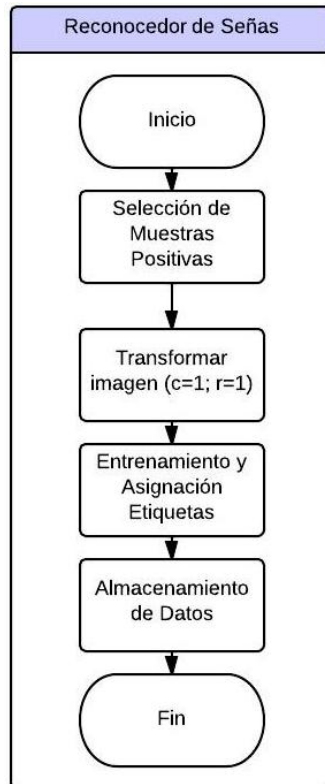 Reconocedor de Señas
Inicio
Selección de
Muestras
Positivas
Transformar
imagen (c=1; r=1)
Entrenamiento y
Asignación
Etiquetas
Almacenamiento
de Datos
Fin